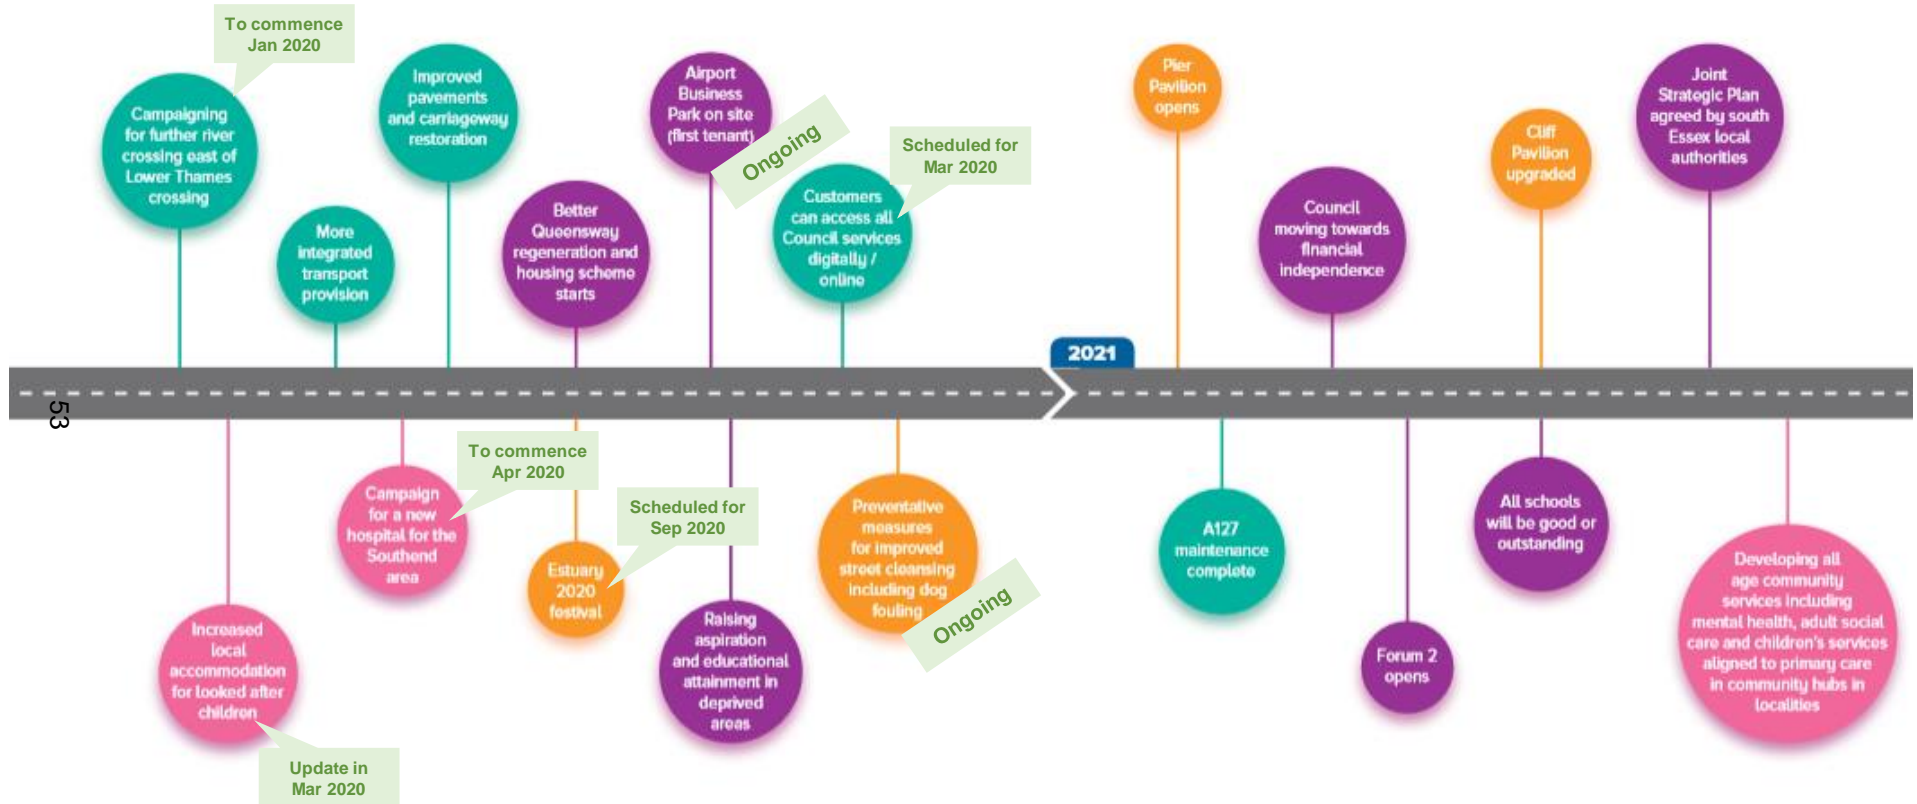 To commence
Jan 2020
Campaigning
for further river
crossing east of
Lower Thames
crossing
More
integrated
transport
provision
Improved
pavements
and carriageway
restoration
Better
Queensway
regeneration and
housing scheme
starts
Airport
Business
Park on site
(first tenant)
Ongoing
Customers
can access all
Council services
digitally /
online
Scheduled for
Mar 2020
2021
Pier
Pavilion
opens
Council
moving towards
financial
independence
Cliff
Pavilion
upgraded
Joint
Strategic Plan
agreed by south
Essex local
authorities
53
Increased
local
accommodation
for looked after
children
Update in
Mar 2020
Campaign
for a new
hospital for the
Southend
area
To commence
Apr 2020
Estuary
2020
festival
Scheduled for
Sep 2020
Raising
aspiration
and educational
attainment in
deprived
areas
Preventative
measures
for improved
street cleansing
including dog
fouling
Ongoing
A127
maintenance
complete
Forum 2
opens
All schools
will be good or
outstanding
Developing all
age community
services including
mental health, adult social
care and children's services
aligned to primary care
in community hubs in
localities